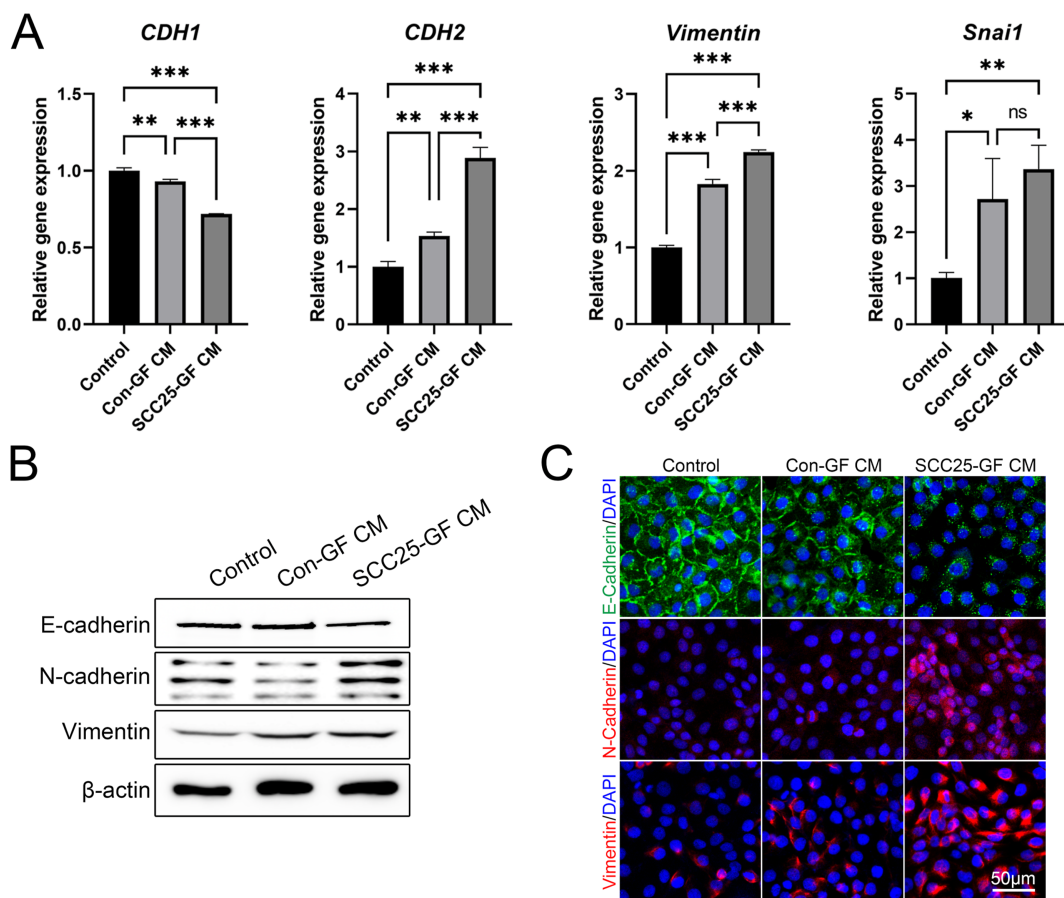 A
CDH1
***
**
***
Relative gene expression
1.5
1.0
0.5
0.0
Control
Con-GF CM
SCC25-GF CM
CDH2
***
**
***
Relative gene expression
4
3
2
1
0
Control
Con-GF CM
SCC25-GF CM
Vimentin
***
***
***
Relative gene expression
3
2
1
0
Control
Con-GF CM
SCC25-GF CM
Snai1
**
*
ns
Relative gene expression
5
4
3
2
1
0
Control
Con-GF CM
SCC25-GF CM
B
Control
Con-GF CM
SCC25-GF CM
E-cadherin
N-cadherin
Vimentin
β-actin
C
Control
Con-GF CM
SCC25-GF CM
E-Cadherin/DAPI
N-Cadherin/DAPI
Vimentin/DAPI
50μm